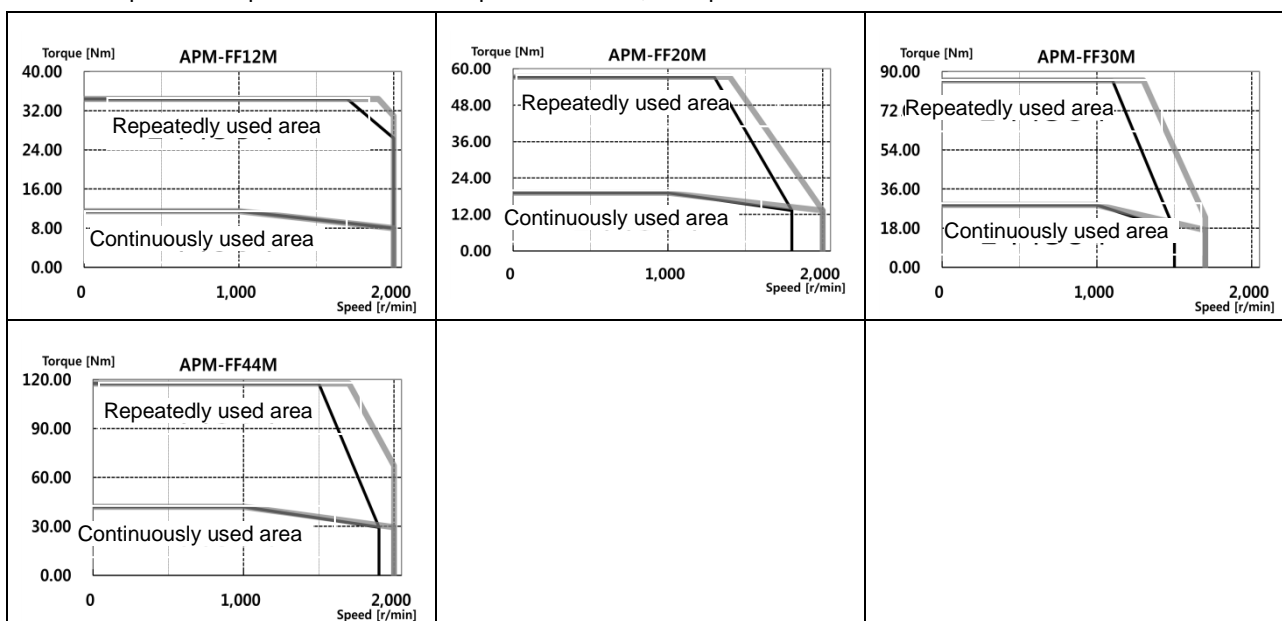 Torque [Nm]
APM-FF12M
40.00
32.00
Repeatedly used area
24.00
16.00
8.00
Continuously used area
0.00
0
1,000
2,000
Speed [r/min]
Torque [Nm]
APM-FF20M
60.00
48.00
Repeatedly used area
36.00
24.00
12.00
Continuously used area
0.00
0
1,000
2,000
Speed [r/min]
Torque [Nm]
APM-FF30M
90.00
72
Repeatedly used area
54.00
36.00
18.00
Continuously used area
0.00
0
1,000
2,000
Speed [r/min]
Torque [Nm]
APM-FF44M
120.00
Repeatedly used area
90.00
60.00
30.00
Continuously used area
0.00
0
1,000
2,000
Speed [r/min]